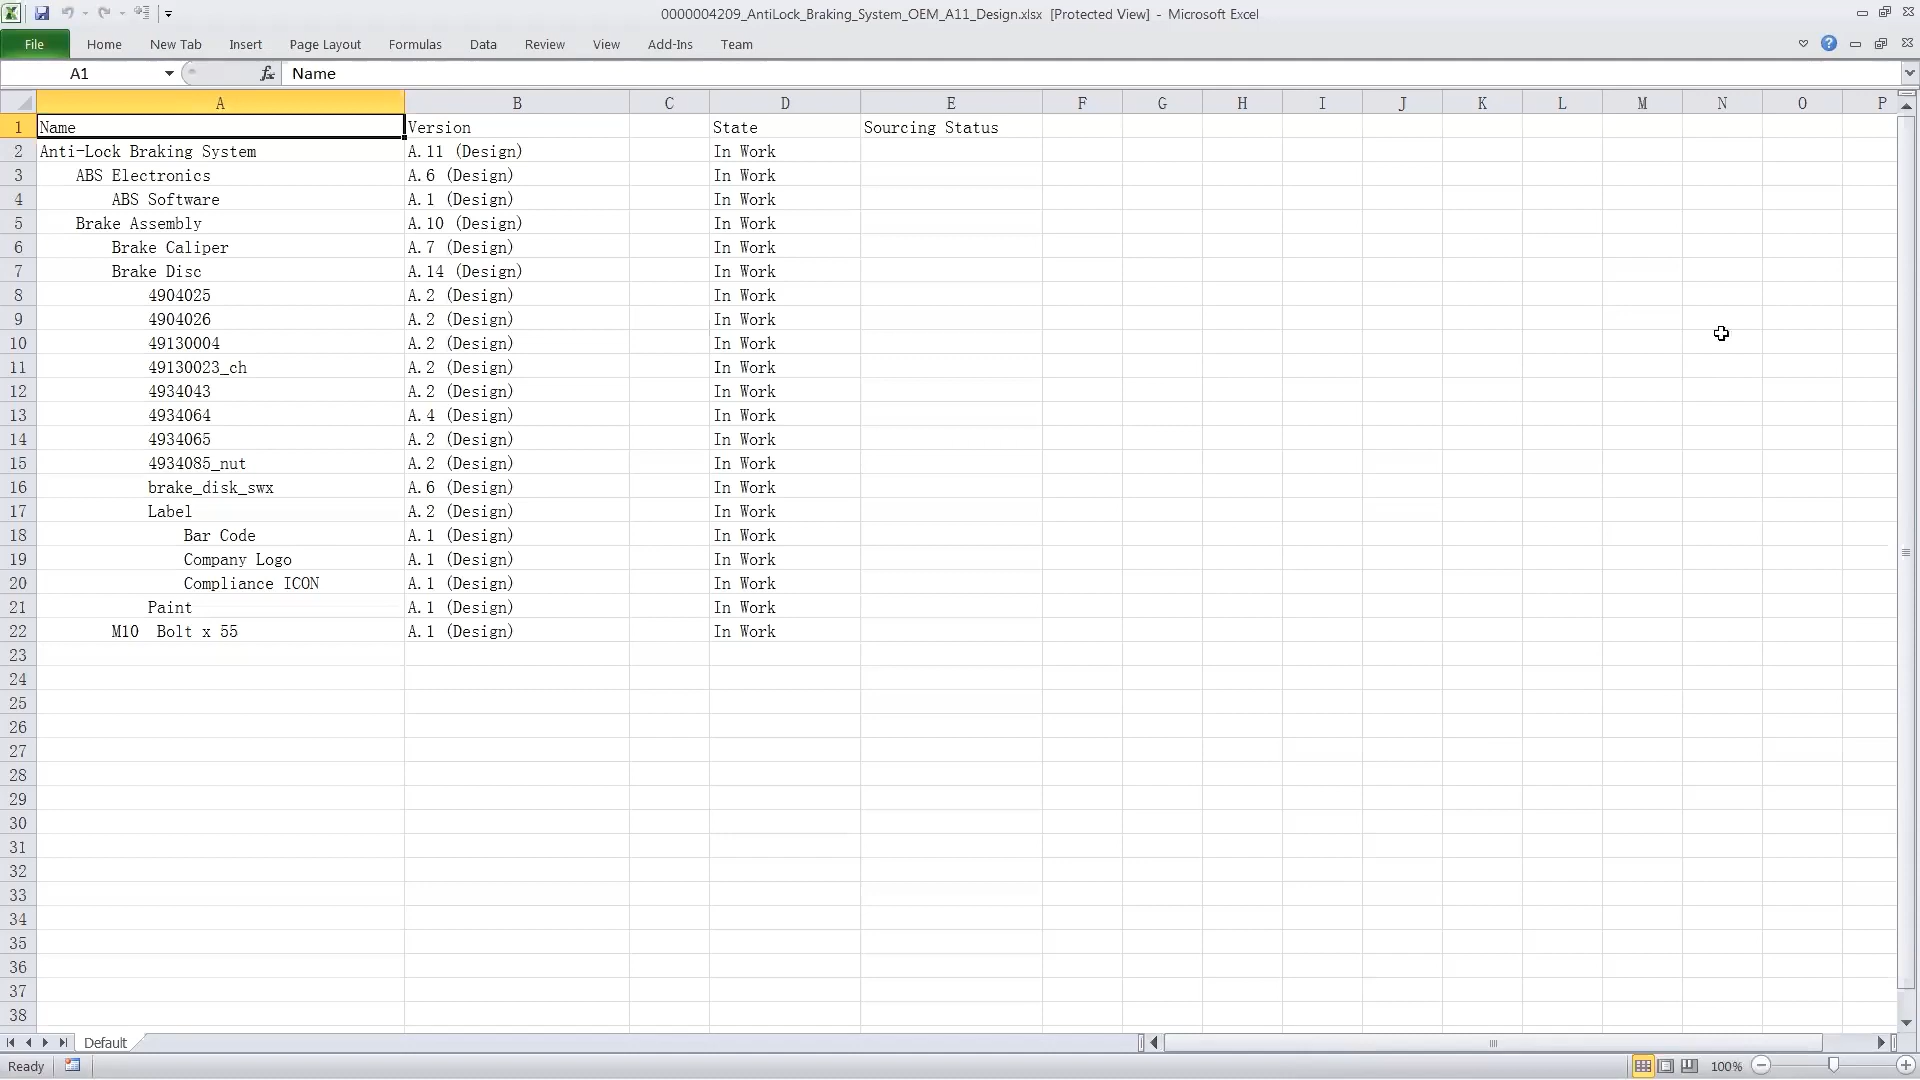 0000004209_AntiLock_Braking_System_OEM_A11_Design.xlsx [Protected View] - Microsoft Excel
File Home New Tab Insert Page Layout Formulas Data Review View Add-Ins Team
A1 fx Name
A B C D E F G H I J K L M N O P
1 Name Version State Sourcing Status
2 Anti-Lock Braking System A.11 (Design) In Work
3 ABS Electronics A.6 (Design) In Work
4 ABS Software A.1 (Design) In Work
5 Brake Assembly A.10 (Design) In Work
6 Brake Caliper A.7 (Design) In Work
7 Brake Disc A.14 (Design) In Work
8 4904025 A.2 (Design) In Work
9 4904026 A.2 (Design) In Work
10 49130004 A.2 (Design) In Work
11 49130023_ch A.2 (Design) In Work
12 4934043 A.2 (Design) In Work
13 4934064 A.4 (Design) In Work
14 4934065 A.2 (Design) In Work
15 4934085_nut A.2 (Design) In Work
16 brake_disk_swx A.6 (Design) In Work
17 Label A.2 (Design) In Work
18 Bar Code A.1 (Design) In Work
19 Company Logo A.1 (Design) In Work
20 Compliance ICON A.1 (Design) In Work
21 Paint A.1 (Design) In Work
22 M10 Bolt x 55 A.1 (Design) In Work
23
24
25
26
27
28
29
30
31
32
33
34
35
36
37
38
Default
Ready 100%